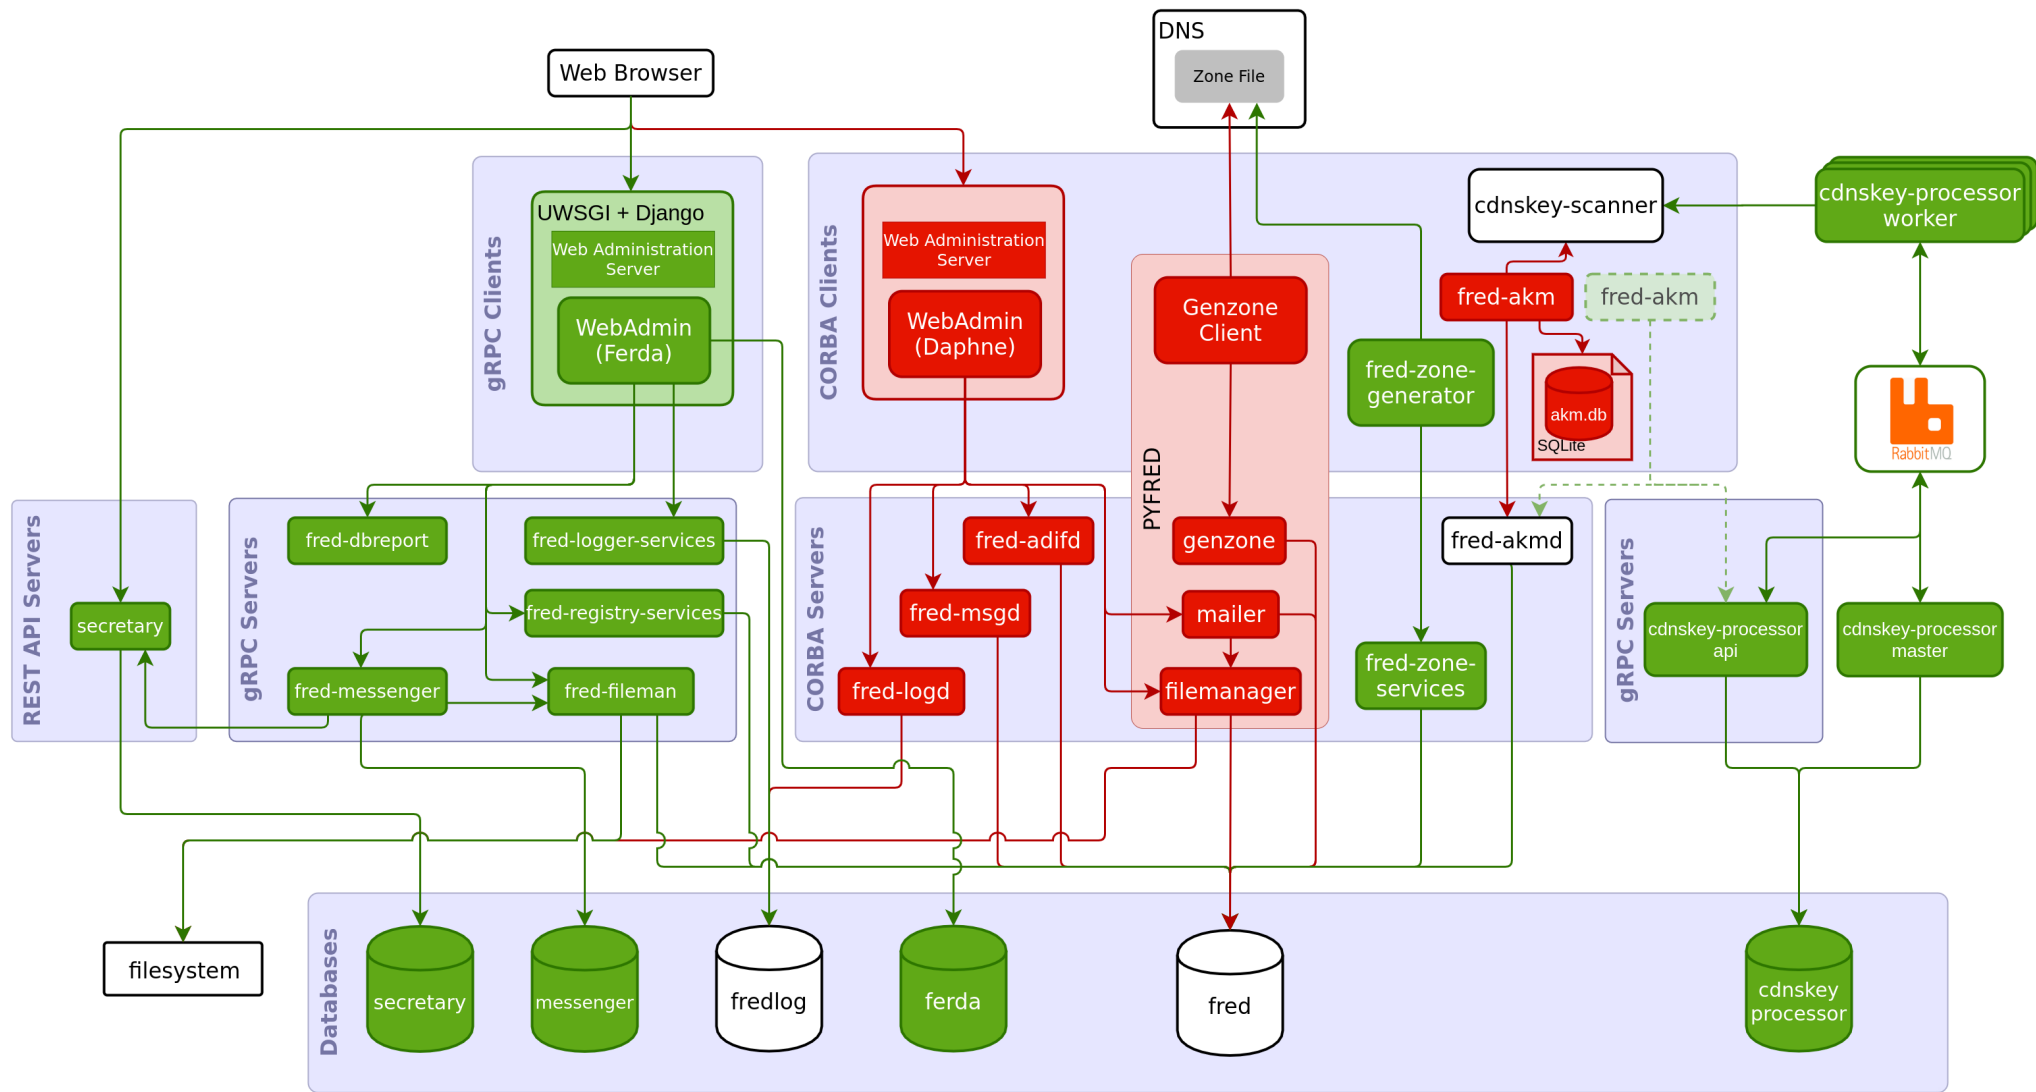 DNS
Zone File
Web Browser
gRPC Clients
UWSGI + Django
Web Administration
Server
WebAdmin
(Ferda)
CORBA Clients
Web Administration
Server
WebAdmin
(Daphne)
PYFRED
Genzone
Client
fred-zone-
generator
cdnskey-scanner
fred-akm
fred-akm
akm.db
SQLite
cdnskey-processor
worker
RabbitMQ
REST API Servers
secretary
gRPC Servers
fred-dbreport
fred-logger-services
fred-registry-services
fred-messenger
fred-fileman
CORBA Servers
fred-adifd
fred-msgd
fred-logd
genzone
mailer
filemanager
fred-zone-
services
fred-akmd
gRPC Servers
cdnskey-processor
api
cdnskey-processor
master
filesystem
Databases
secretary
messenger
fredlog
ferda
fred
cdnskey
processor